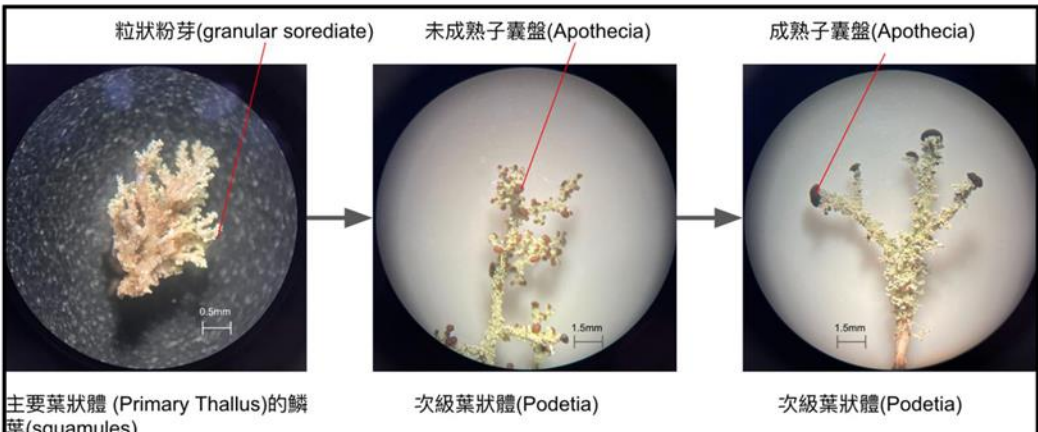 粒狀粉芽(granular sorediate)
未成熟子囊盤(Apothecia)
成熟子囊盤(Apothecia)
0.5mm
1.5mm
1.5mm
主要葉狀體 (Primary Thallus)的鱗
葉(squamules)
次級葉狀體(Podetia)
次級葉狀體(Podetia)